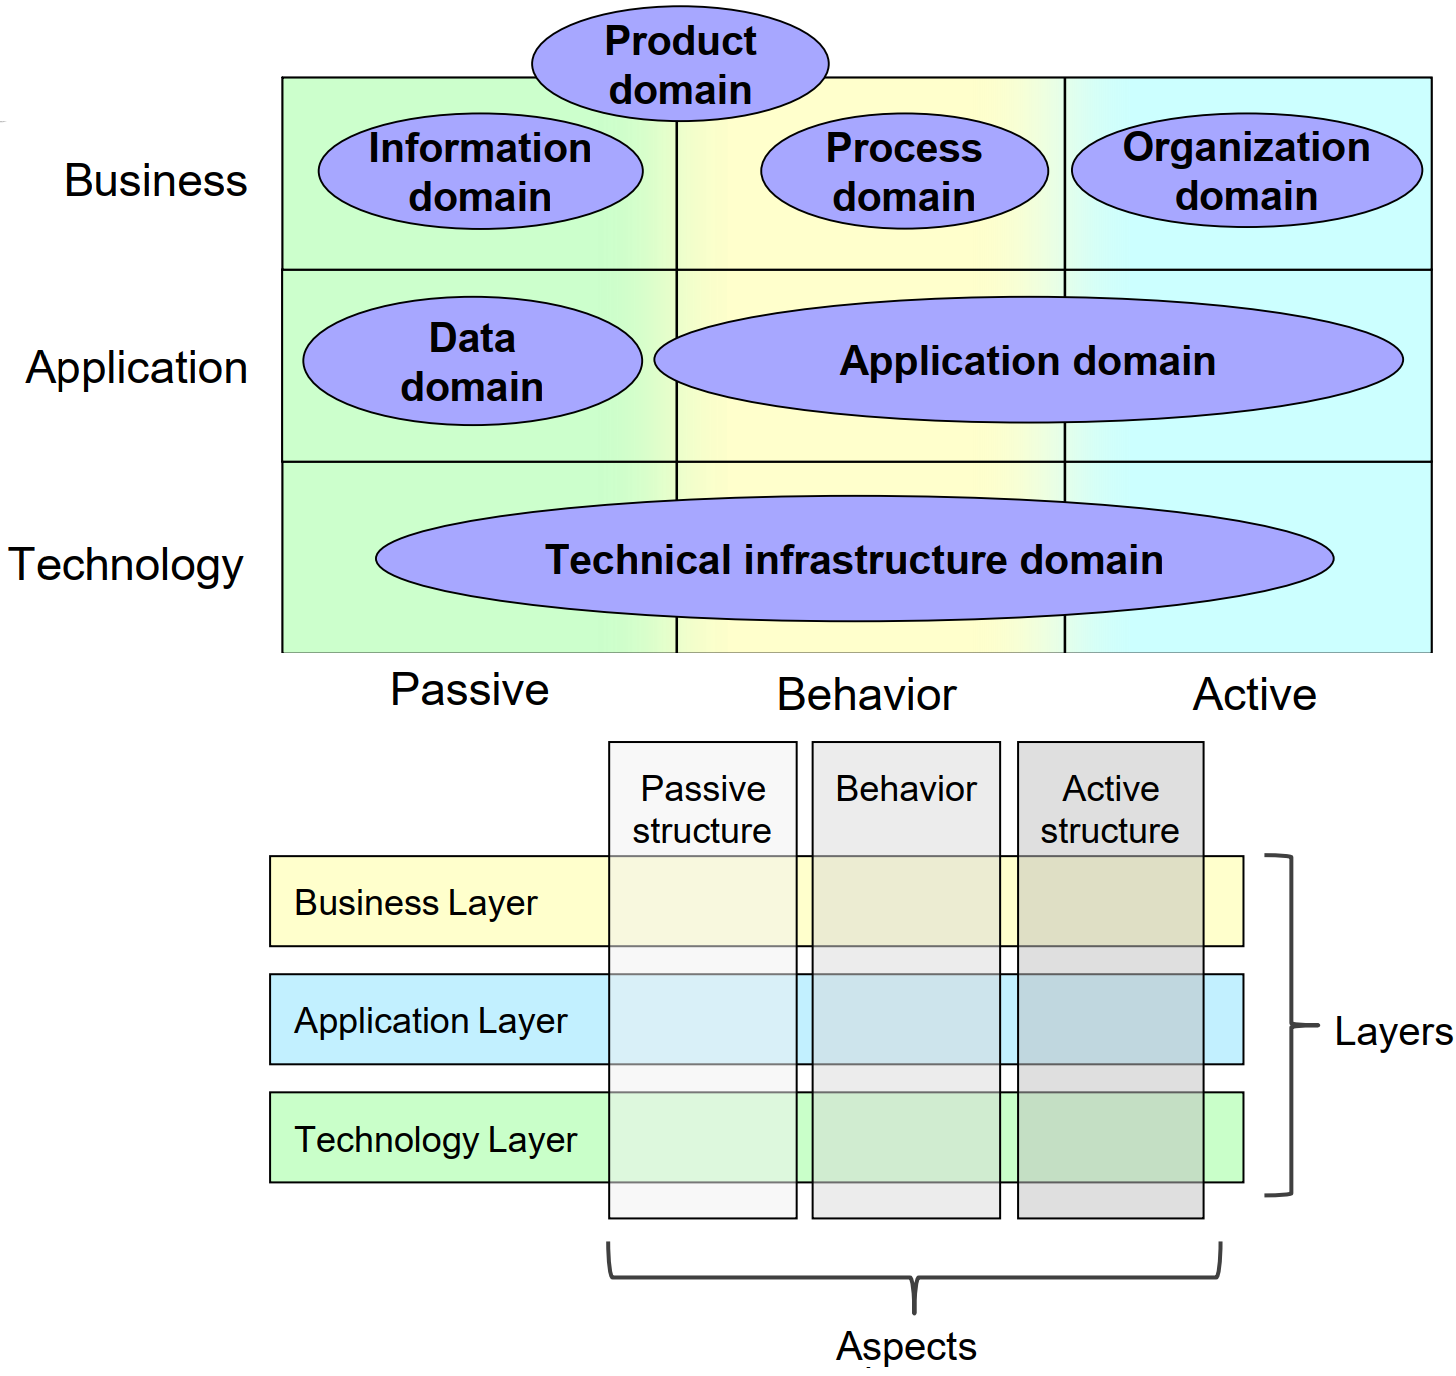 Product
domain
Information
domain
Process
domain
Organization
domain
Business
Data
domain
Application domain
Application
Technical infrastructure domain
Technology
Passive
Behavior
Active
Passive
structure
Behavior
Active
structure
Business Layer
Application Layer
Technology Layer
Layers
Aspects